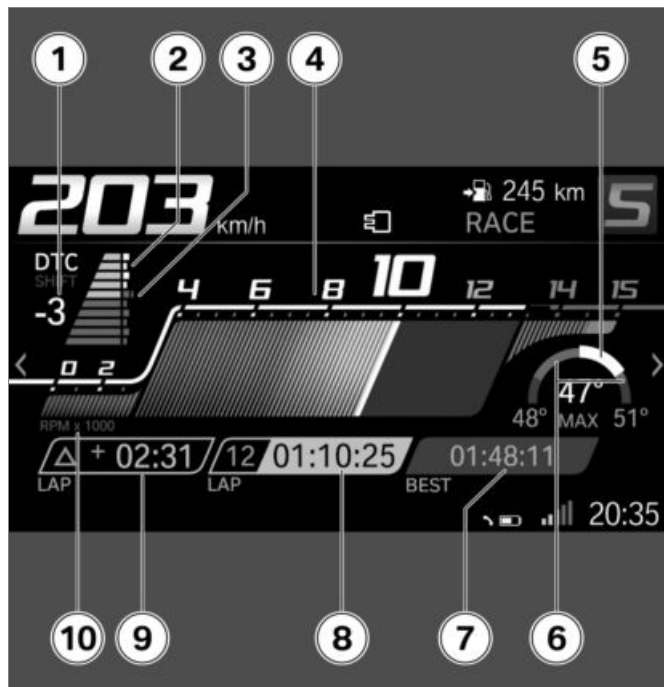 1 2 3 4 5
203 km/h
245 km
RACE
5
DTC
SHIFT
-3
4 6 8 10 12 14 15
0 2
RPM x 1000
47°
48° MAX 51°
△ + 02:31
LAP
12 01:10:25
LAP
01:48:11
BEST
20:35
10 9 8 7 6